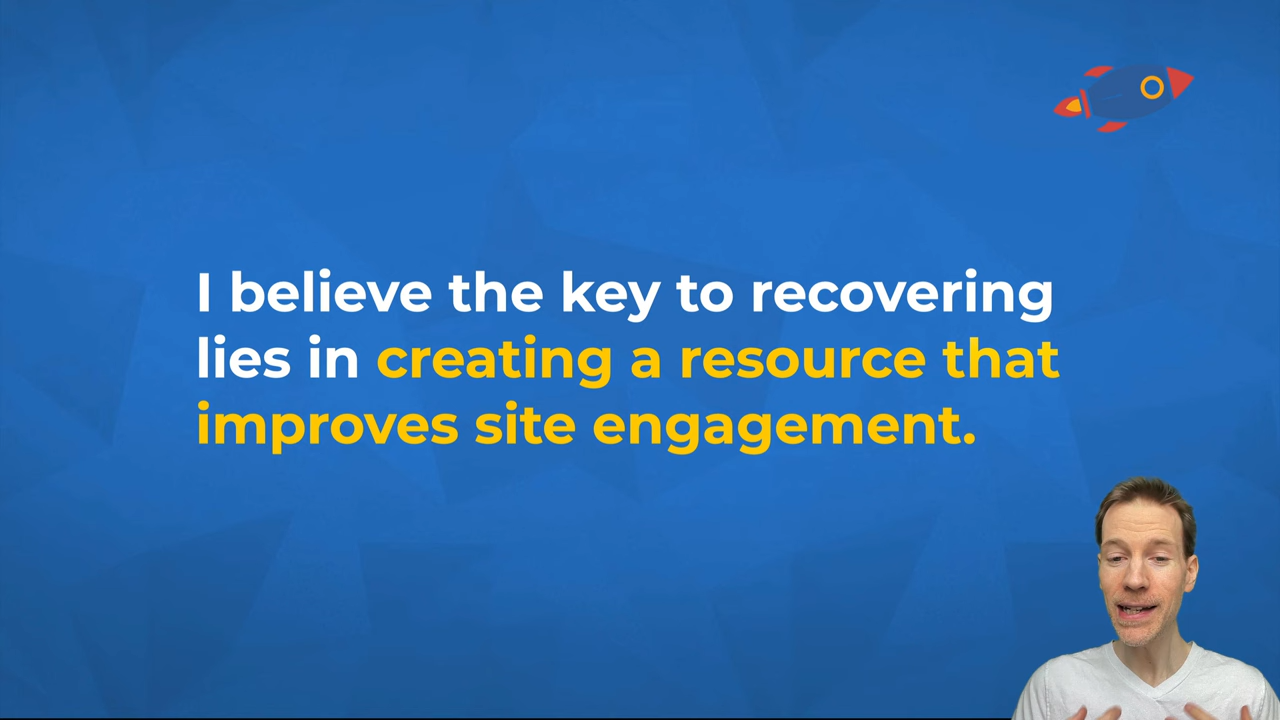 I believe the key to recovering
lies in creating a resource that
improves site engagement.